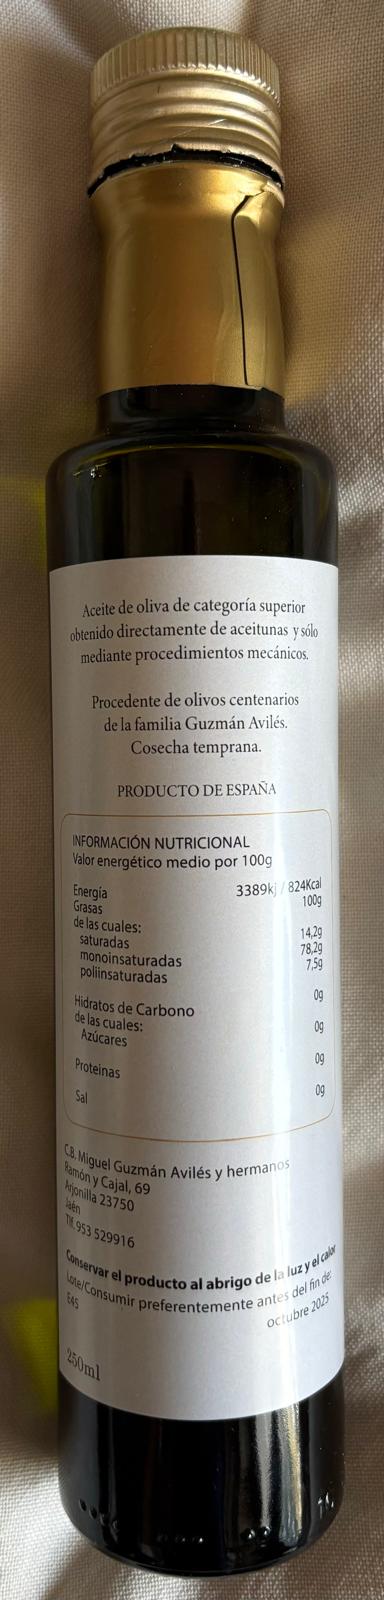 Aceite de oliva de categoría superior
obtenido directamente de aceitunas y sólo
mediante procedimientos mecánicos.
Procedente de olivos centenarios
de la familia Guzmán Avilés.
Cosecha temprana.
PRODUCTO DE ESPAÑA
INFORMACIÓN NUTRICIONAL
Valor energético medio por 100g
Energía 3389kj / 824Kcal
Grasas 100g
de las cuales:
saturadas 14,2g
monoinsaturadas 78,2g
poliinsaturadas 7,5g
Hidratos de Carbono 0g
de las cuales:
Azúcares 0g
Proteinas 0g
Sal 0g
C.B. Miguel Guzmán Avilés y hermanos
Ramón y Cajal, 69
Arjonilla 23750
Jaén
Tlf. 953 529916
Conservar el producto al abrigo de la luz y el calor
Lote/Consumir preferentemente antes del fin de:
E45 octubre 2025
250ml